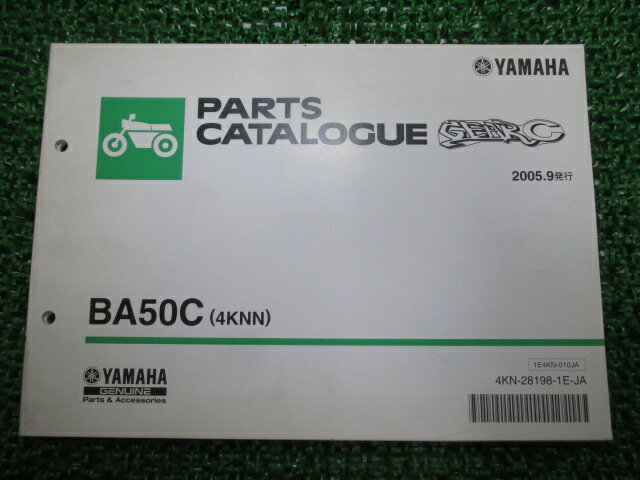 YAMAHA
PARTS
CATALOGUE GEAR C
2005.9発行
BA50C (4KNN)
1E4KN-010JA
YAMAHA
GENUINE
Parts & Accessories
4KN-28198-1E-JA